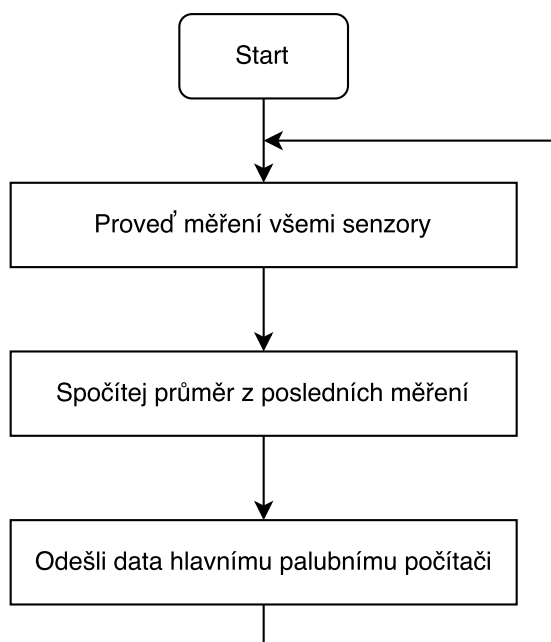 Start
Proveď měření všemi senzory
Spočítej průměr z posledních měření
Odešli data hlavnímu palubnímu počítači